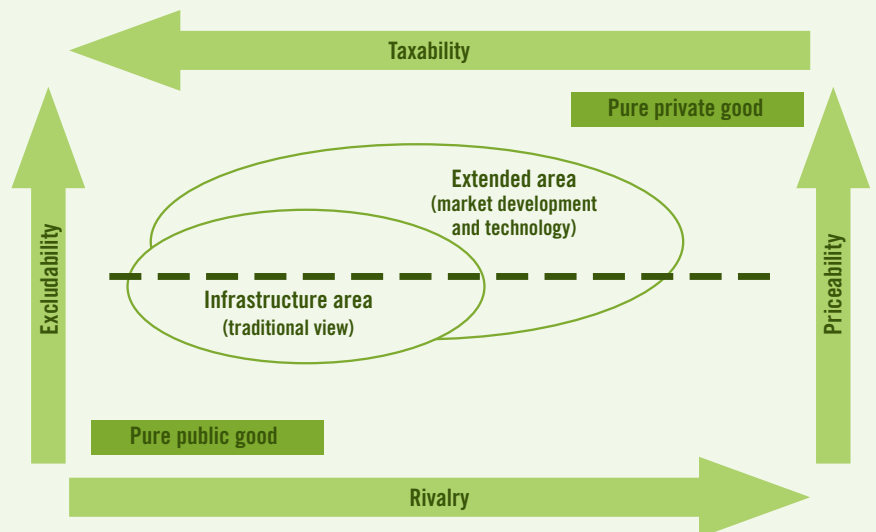 Taxability
Pure private good
Extended area
(market development
and technology)
Excludability
Priceability
Infrastructure area
(traditional view)
Pure public good
Rivalry